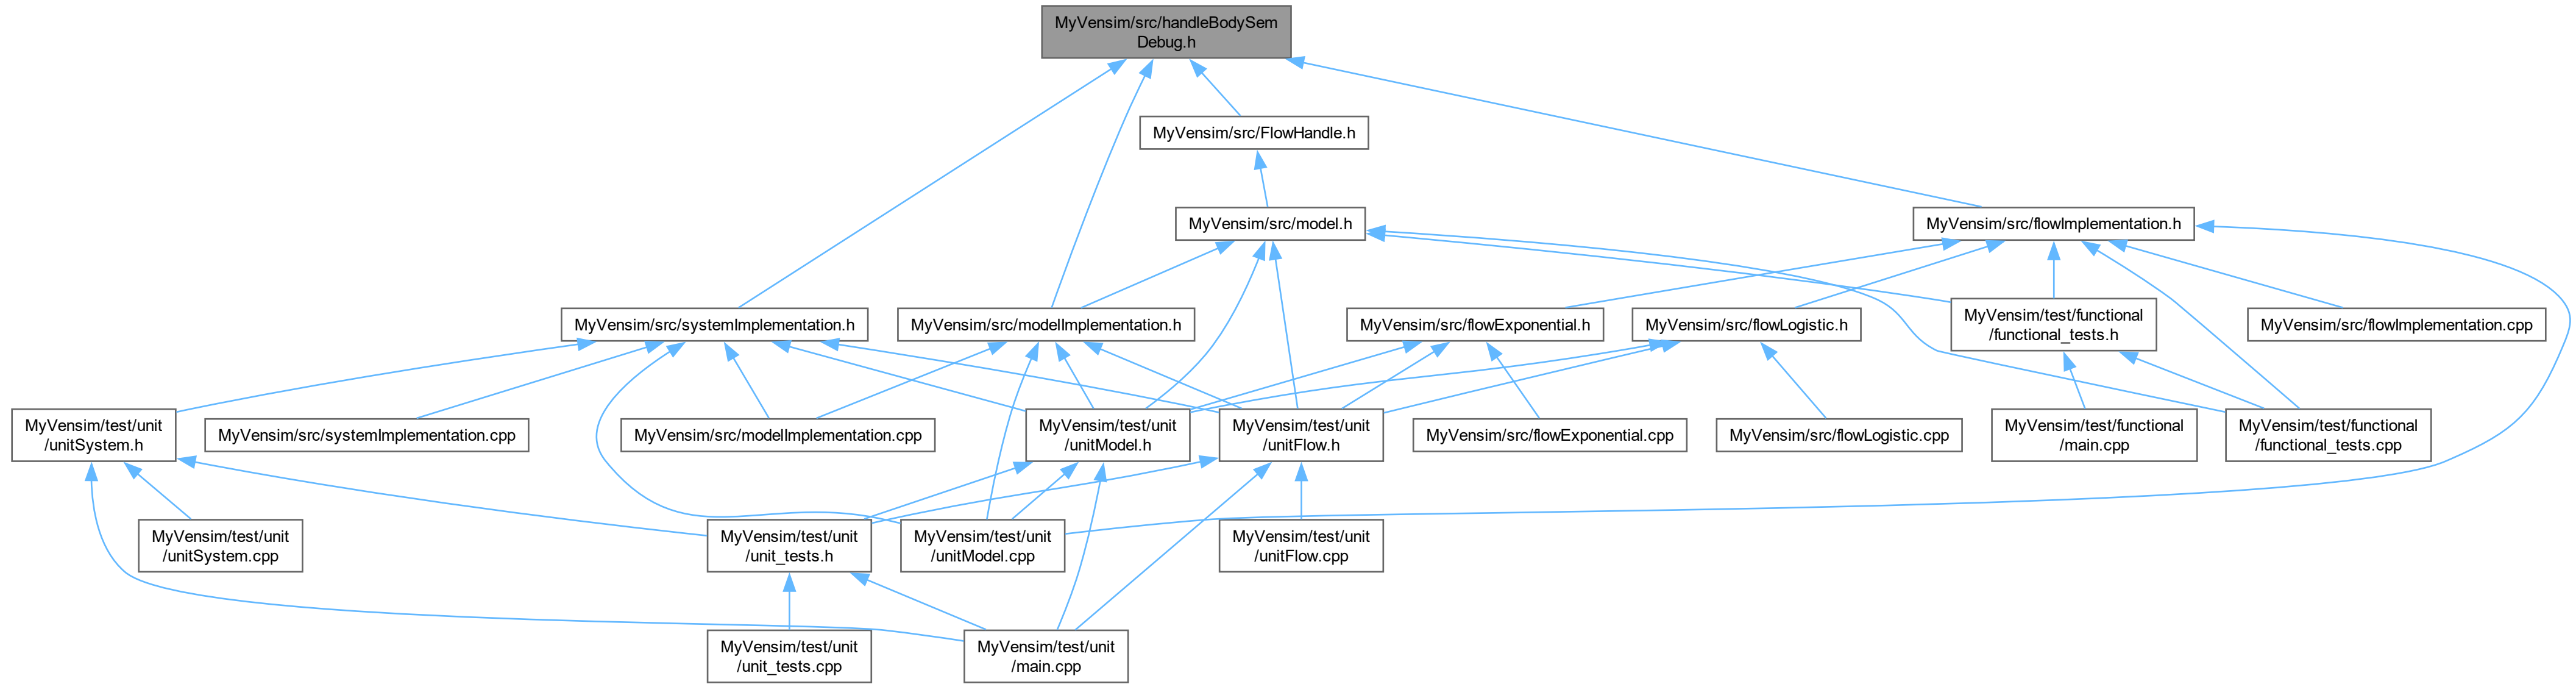 MyVensim/src/handleBodySem
Debug.h
MyVensim/src/FlowHandle.h
MyVensim/src/model.h
MyVensim/src/flowImplementation.h
MyVensim/src/systemImplementation.h
MyVensim/src/modelImplementation.h
MyVensim/src/flowExponential.h
MyVensim/src/flowLogistic.h
MyVensim/test/functional
/functional_tests.h
MyVensim/src/flowImplementation.cpp
MyVensim/test/unit
/unitSystem.h
MyVensim/src/systemImplementation.cpp
MyVensim/src/modelImplementation.cpp
MyVensim/test/unit
/unitModel.h
MyVensim/test/unit
/unitFlow.h
MyVensim/src/flowExponential.cpp
MyVensim/src/flowLogistic.cpp
MyVensim/test/functional
/main.cpp
MyVensim/test/functional
/functional_tests.cpp
MyVensim/test/unit
/unitSystem.cpp
MyVensim/test/unit
/unit_tests.h
MyVensim/test/unit
/unitModel.cpp
MyVensim/test/unit
/unitFlow.cpp
MyVensim/test/unit
/unit_tests.cpp
MyVensim/test/unit
/main.cpp